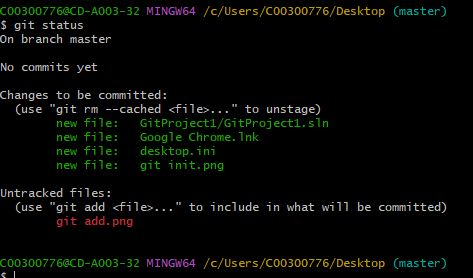 C00300776@CD-A003-32 MINGW64 /c/Users/C00300776/Desktop (master)
$ git status
On branch master
No commits yet
Changes to be committed:
(use "git rm --cached <file>..." to unstage)
new file: GitProject1/GitProject1.sln
new file: Google Chrome.lnk
new file: desktop.ini
new file: git init.png
Untracked files:
(use "git add <file>..." to include in what will be committed)
git add.png
C00300776@CD-A003-32 MINGW64 /c/Users/C00300776/Desktop (master)
$